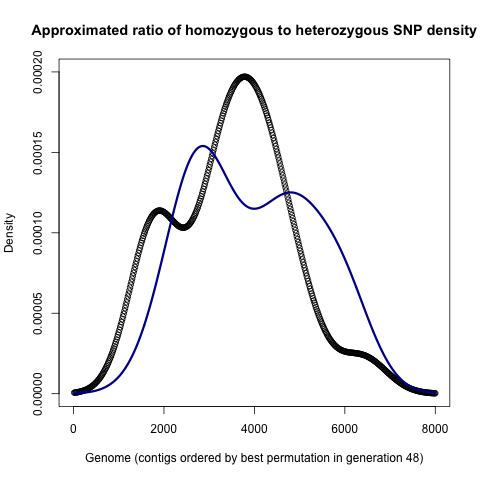 Approximated ratio of homozygous to heterozygous SNP density
0.00020
0.00015
0.00010
0.00005
0.00000
Density
0 2000 4000 6000 8000
Genome (contigs ordered by best permutation in generation 48)